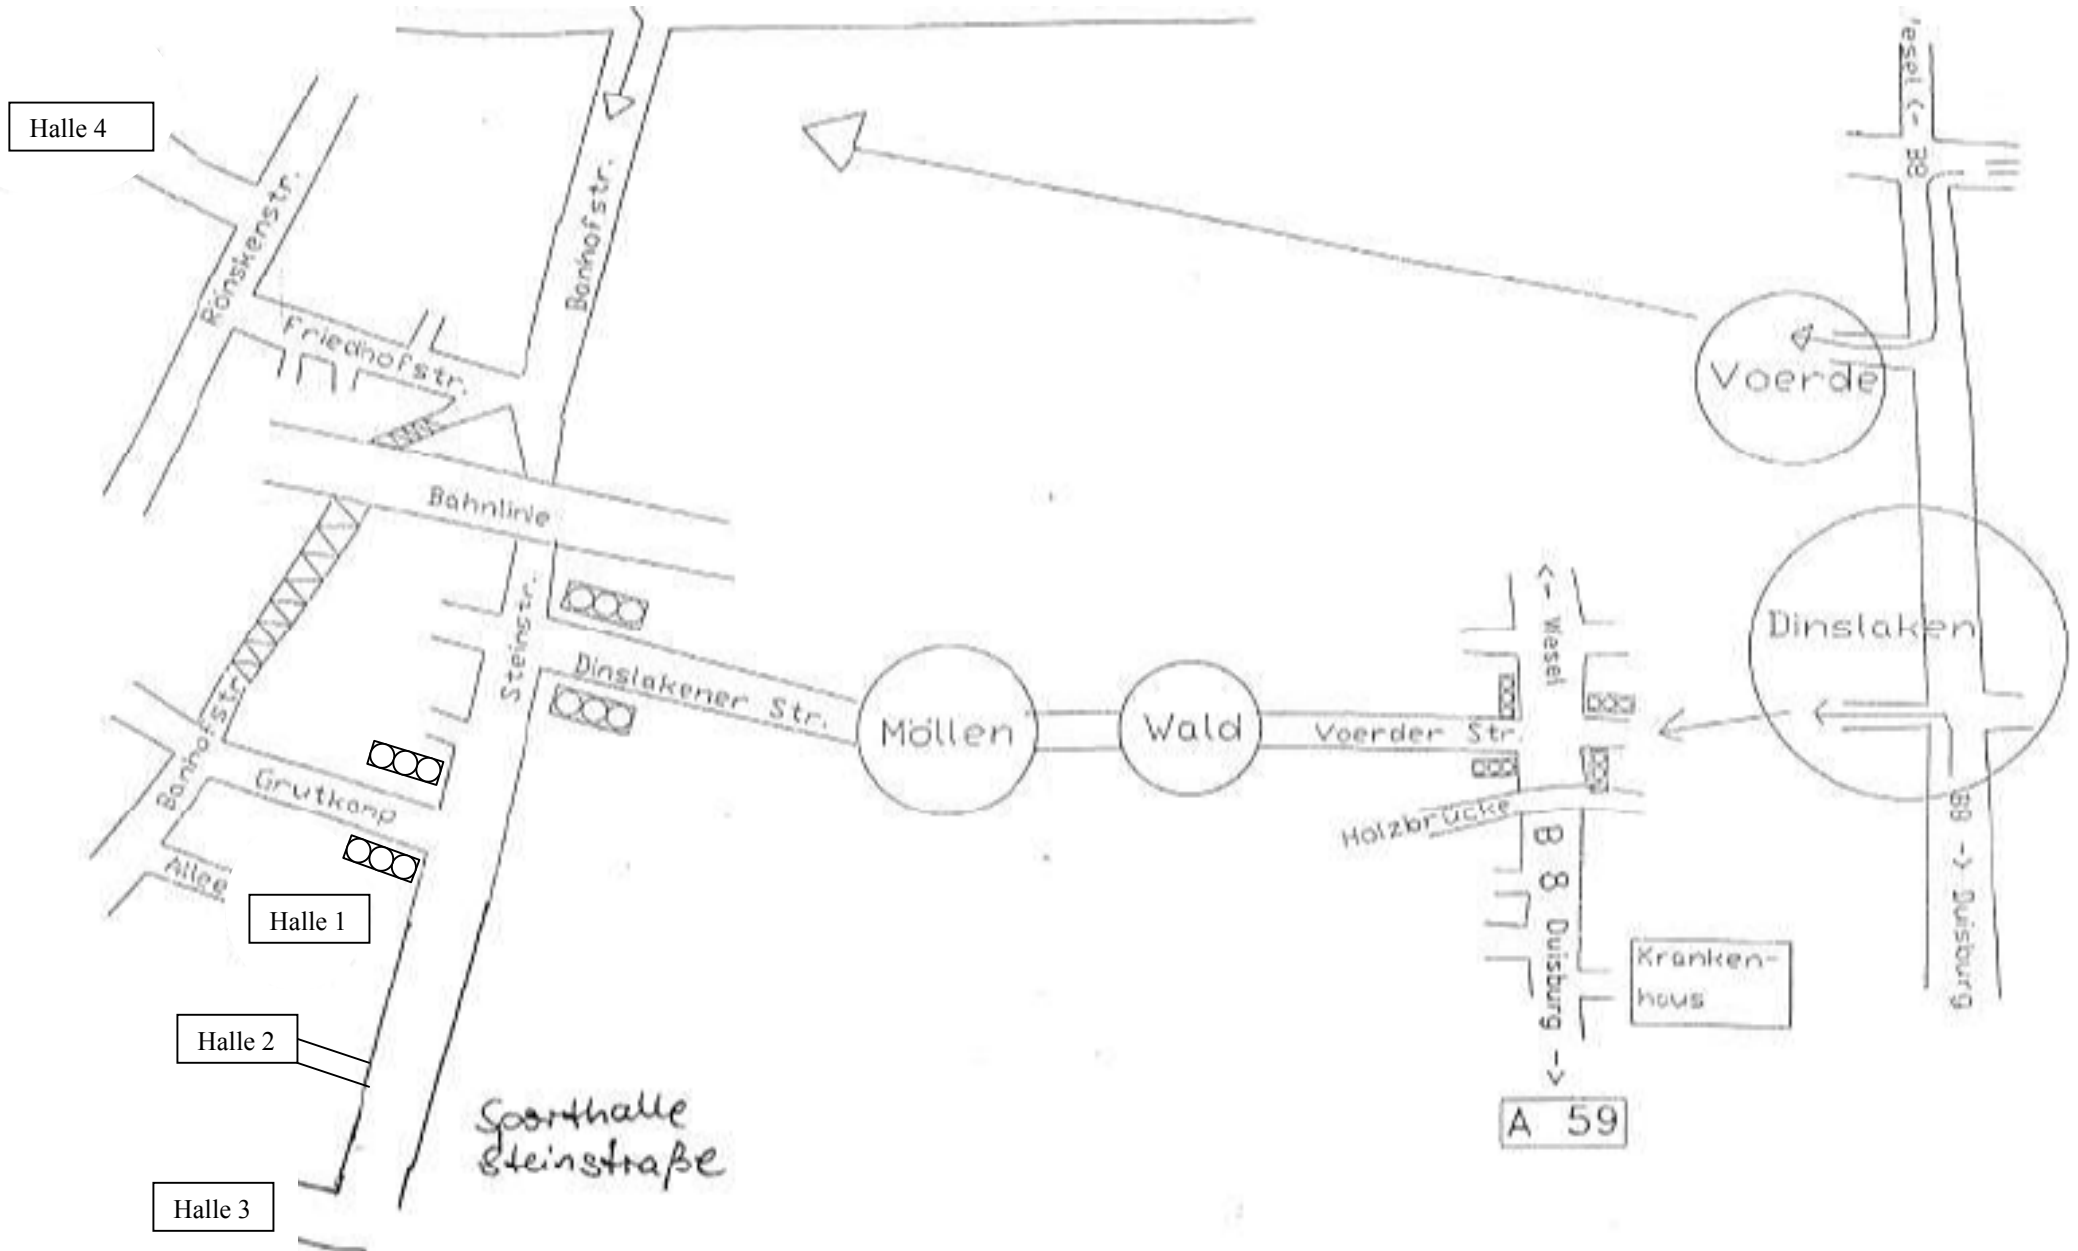 Halle 4
Rönskenstr.
Friedhofstr.
Bahnhofstr.
B8
Voerde
Bahnlinie
Steinstr.
Dinslakener Str.
Möllen
Wald
Voerder Str.
<- Wesel
Dinslaken
Bahnhofstr.
Grutkamp
Allee
Holzbrücke
B 8 Duisburg ->
B8 -> Duisburg
Kranken-
haus
A 59
Halle 1
Halle 2
Halle 3
Sporthalle
Steinstraße